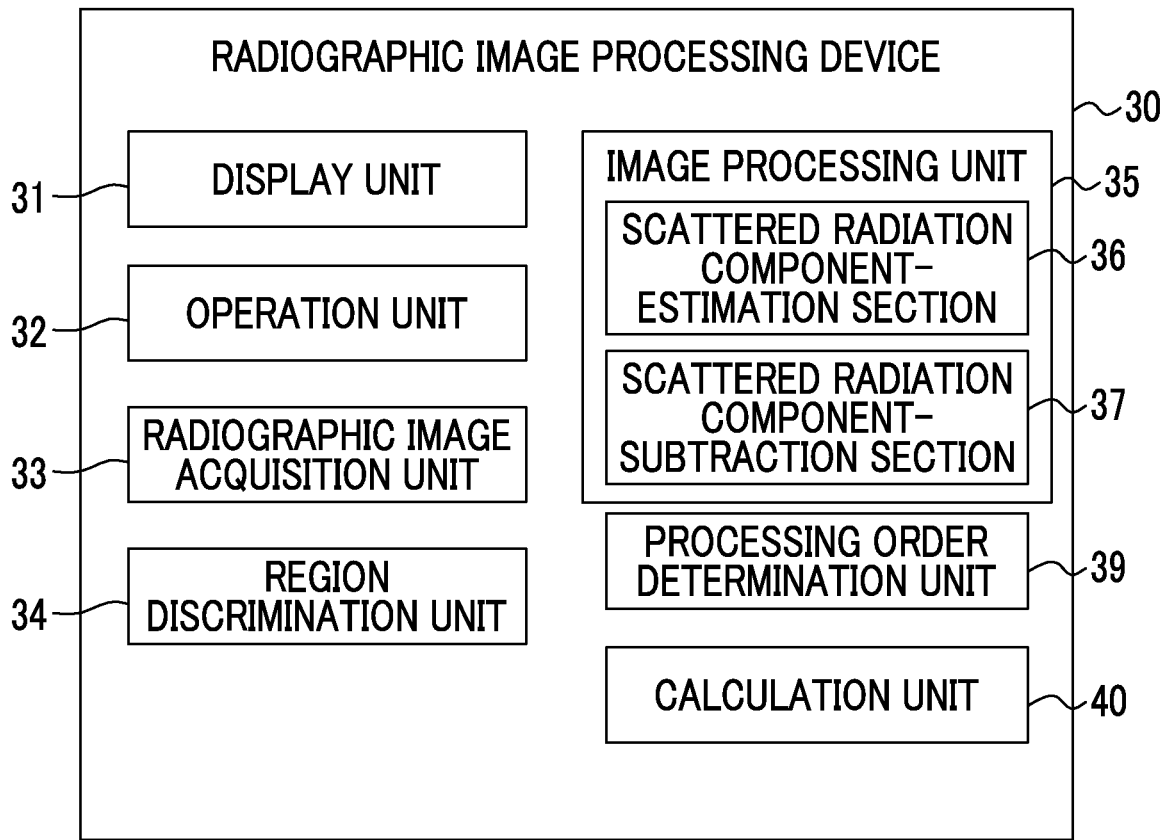 RADIOGRAPHIC IMAGE PROCESSING DEVICE
30
31
DISPLAY UNIT
32
OPERATION UNIT
33
RADIOGRAPHIC IMAGE
ACQUISITION UNIT
34
REGION
DISCRIMINATION UNIT
IMAGE PROCESSING UNIT
35
SCATTERED RADIATION
COMPONENT-
ESTIMATION SECTION
36
SCATTERED RADIATION
COMPONENT-
SUBTRACTION SECTION
37
PROCESSING ORDER
DETERMINATION UNIT
39
CALCULATION UNIT
40